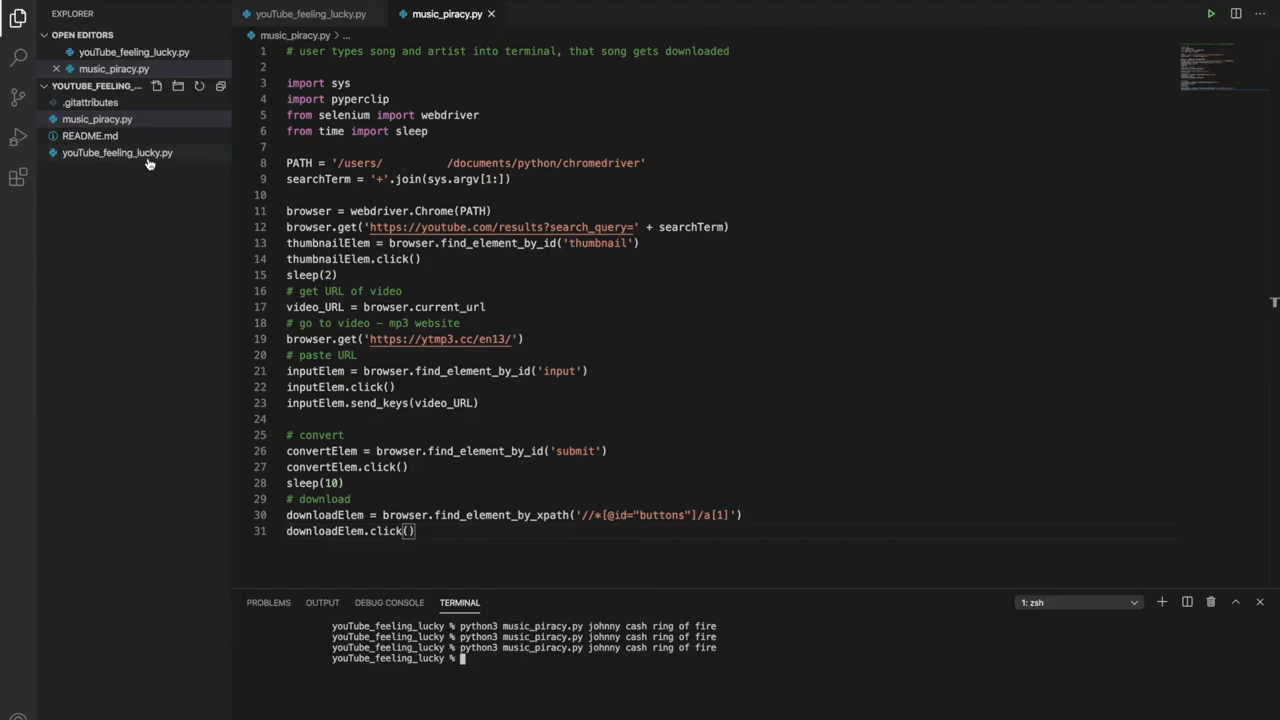 EXPLORER
OPEN EDITORS
youTube_feeling_lucky.py
music_piracy.py
YOUTUBE_FEELING_...
.gitattributes
music_piracy.py
README.md
youTube_feeling_lucky.py
youTube_feeling_lucky.py
music_piracy.py
music_piracy.py > ...
1 # user types song and artist into terminal, that song gets downloaded
2
3 import sys
4 import pyperclip
5 from selenium import webdriver
6 from time import sleep
7
8 PATH = '/users/ /documents/python/chromedriver'
9 searchTerm = '+'.join(sys.argv[1:])
10
11 browser = webdriver.Chrome(PATH)
12 browser.get('https://youtube.com/results?search_query=' + searchTerm)
13 thumbnailElem = browser.find_element_by_id('thumbnail')
14 thumbnailElem.click()
15 sleep(2)
16 # get URL of video
17 video_URL = browser.current_url
18 # go to video – mp3 website
19 browser.get('https://ytmp3.cc/en13/')
20 # paste URL
21 inputElem = browser.find_element_by_id('input')
22 inputElem.click()
23 inputElem.send_keys(video_URL)
24
25 # convert
26 convertElem = browser.find_element_by_id('submit')
27 convertElem.click()
28 sleep(10)
29 # download
30 downloadElem = browser.find_element_by_xpath('//*[@id="buttons"]/a[1]')
31 downloadElem.click()
PROBLEMS OUTPUT DEBUG CONSOLE TERMINAL
1: zsh
youTube_feeling_lucky % python3 music_piracy.py johnny cash ring of fire
youTube_feeling_lucky % python3 music_piracy.py johnny cash ring of fire
youTube_feeling_lucky % python3 music_piracy.py johnny cash ring of fire
youTube_feeling_lucky %